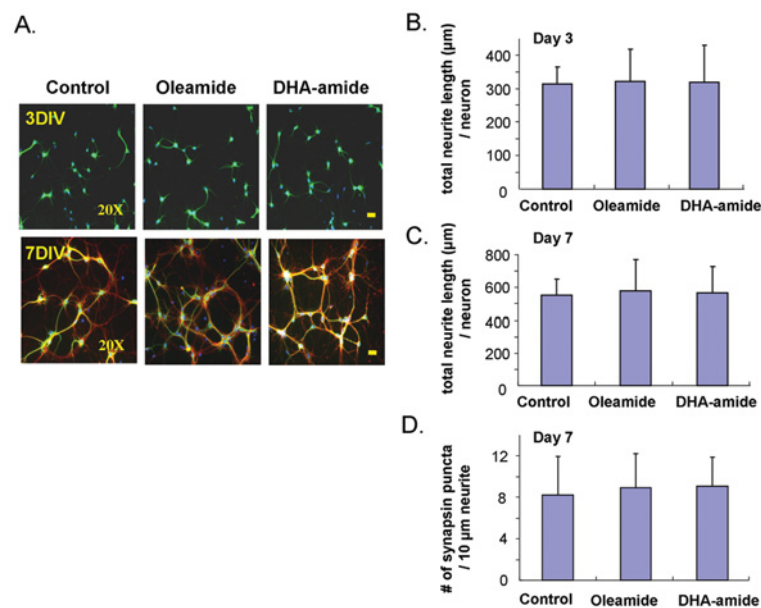 A.
Control Oleamide DHA-amide
3DIV
20X
7DIV
20X
B.
Day 3
total neurite length (µm)
/ neuron
400
300
200
100
0
Control Oleamide DHA-amide
C.
Day 7
total neurite length (µm)
/ neuron
800
600
400
200
0
Control Oleamide DHA-amide
D.
Day 7
# of synapsin puncta
/ 10 µm neurite
12
8
4
0
Control Oleamide DHA-amide